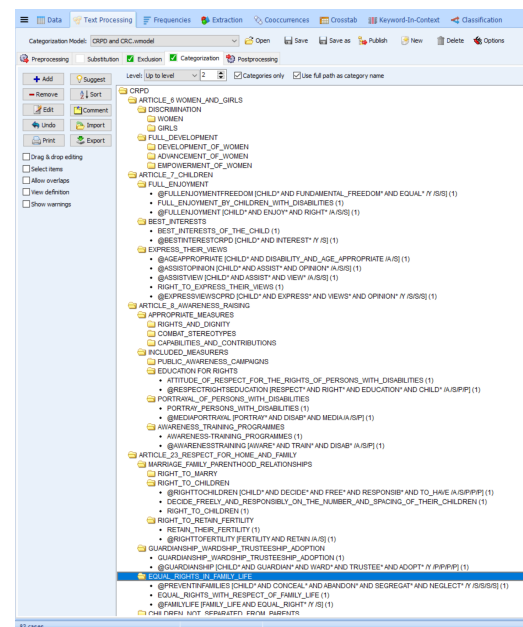 Data Text Processing Frequencies Extraction Cooccurrences Crosstab Keyword-In-Context Classification
Categorization Model: CRPD and CRC.wmodel Open Save Save as Publish New Delete Options
Preprocessing Substitution Exclusion Categorization Postprocessing
Add Suggest Level: Up to level 2 Categories only Use full path as category name
Remove Sort
Edit Comment
Undo Import
Print Export
Drag & drop editing
Select items
Allow overlaps
View definition
Show warnings
CRPD
ARTICLE_6 WOMEN_AND_GIRLS
DISCRIMINATION
WOMEN
GIRLS
FULL_DEVELOPMENT
DEVELOPMENT_OF_WOMEN
ADVANCEMENT_OF_WOMEN
EMPOWERMENT_OF_WOMEN
ARTICLE_7_CHILDREN
FULL_ENJOYMENT
• @FULLENJOYMENTFREEDOM [CHILD* AND FUNDAMENTAL_FREEDOM* AND EQUAL* /Y /S/S] (1)
• FULL_ENJOYMENT_BY_CHILDREN_WITH_DISABILITIES (1)
• @FULLENJOYMENT [CHILD* AND ENJOY* AND RIGHT* /A/S/S] (1)
BEST_INTERESTS
• BEST_INTERESTS_OF_THE_CHILD (1)
• @BESTINTERESTCRPD [CHILD* AND INTEREST* /Y /S] (1)
EXPRESS_THEIR_VIEWS
• @AGEAPPROPRIATE [CHILD* AND DISABILITY_AND_AGE_APPROPRIATE /A /S] (1)
• @ASSISTOPINION [CHILD* AND ASSIST* AND OPINION* /A/S/S] (1)
• @ASSISTVIEW [CHILD* AND ASSIST* AND VIEW* /A/S/S] (1)
• RIGHT_TO_EXPRESS_THEIR_VIEWS (1)
• @EXPRESSVIEWSCPRD [CHILD* AND EXPRESS* AND VIEWS* AND OPINION* /Y /S/S/S] (1)
ARTICLE_8_AWARENESS_RAISING
APPROPRIATE_MEASURES
RIGHTS_AND_DIGNITY
COMBAT_STEREOTYPES
CAPABILITIES_AND_CONTRIBUTIONS
INCLUDED_MEASURERS
PUBLIC_AWARENESS_CAMPAIGNS
EDUCATION FOR RIGHTS
• ATTITUDE_OF_RESPECT_FOR_THE_RIGHTS_OF_PERSONS_WITH_DISABILITIES (1)
• @RESPECTRIGHTSEDUCATION [RESPECT* AND RIGHT* AND EDUCATION* AND CHILD* /A/S/P/P] (1)
PORTRAYAL_OF_PERSONS_WITH_DISABILITIES
• PORTRAY_PERSONS_WITH_DISABILITIES (1)
• @MEDIAPORTRAYAL [PORTRAY* AND DISAB* AND MEDIA /A/S/P] (1)
AWARENESS_TRAINING_PROGRAMMES
• AWARENESS-TRAINING_PROGRAMMES (1)
• @AWARENESSTRAINING [AWARE* AND TRAIN* AND DISAB* /A/S/P] (1)
ARTICLE_23_RESPECT_FOR_HOME_AND_FAMILY
MARRIAGE_FAMILY_PARENTHOOD_RELATIONSHIPS
RIGHT_TO_MARRY
RIGHT_TO_CHILDREN
• @RIGHTTOCHILDREN [CHILD* AND DECIDE* AND FREE* AND RESPONSIB* AND TO_HAVE /A /S/P/P/P] (1)
• DECIDE_FREELY_AND_RESPONSIBLY_ON_THE_NUMBER_AND_SPACING_OF_THEIR_CHILDREN (1)
• RIGHT_TO_CHILDREN (1)
RIGHT_TO_RETAIN_FERTILITY
• RETAIN_THEIR_FERTILITY (1)
• @RIGHTTOFERTILITY [FERTILITY AND RETAIN /A/S] (1)
GUARDIANSHIP_WARDSHIP_TRUSTEESHIP_ADOPTION
• GUARDIANSHIP_WARDSHIP_TRUSTEESHIP_ADOPTION (1)
• @GUARDIANSHIP [CHILD* AND GUARDIAN* AND WARD* AND TRUSTEE* AND ADOPT* /Y /P/P/P/P] (1)
EQUAL_RIGHTS_IN_FAMILY_LIFE
• @PREVENTINFAMILIES [CHILD* AND CONCEAL* AND ABANDON* AND SEGREGAT* AND NEGLECT* /Y /S/S/S/S] (1)
• EQUAL_RIGHTS_WITH_RESPECT_OF_FAMILY_LIFE (1)
• @FAMILYLIFE [FAMILY_LIFE AND EQUAL_RIGHT* /Y /S] (1)
CHILDREN_NOT_SEPARATED_FROM_PARENTS